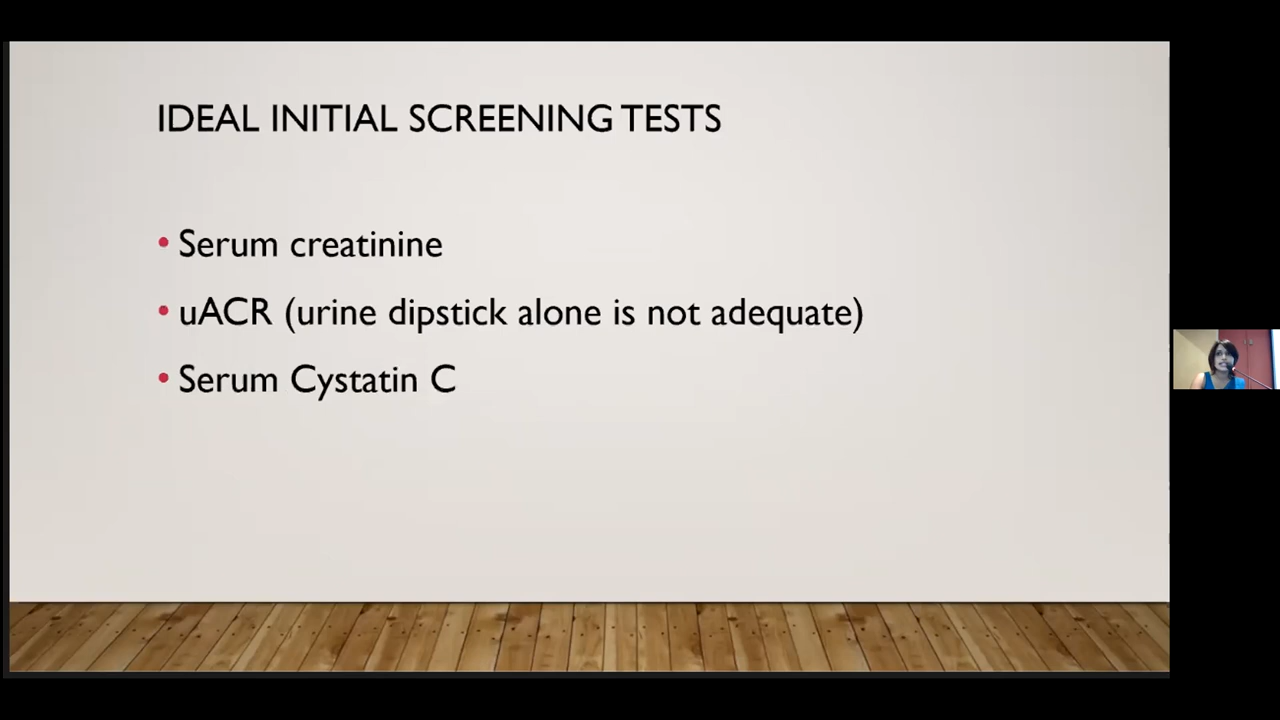 IDEAL INITIAL SCREENING TESTS
• Serum creatinine
• uACR (urine dipstick alone is not adequate)
• Serum Cystatin C